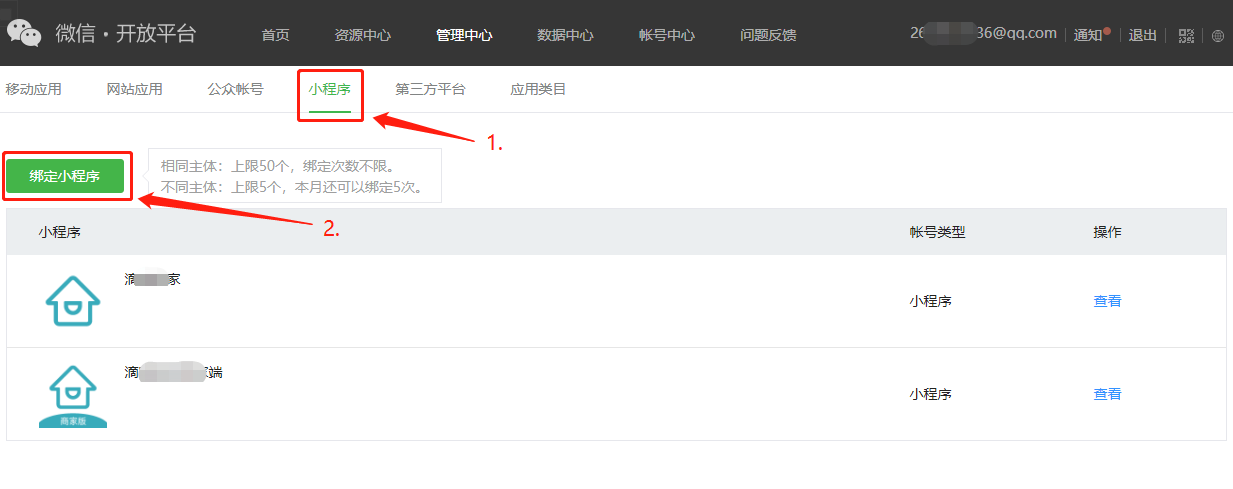 微信·开放平台 首页 资源中心 管理中心 数据中心 帐号中心 问题反馈 26 36@qq.com 通知 退出
移动应用 网站应用 公众帐号 小程序 第三方平台 应用类目
1.
绑定小程序
相同主体：上限50个，绑定次数不限。
不同主体：上限5个，本月还可以绑定5次。
2.
小程序 帐号类型 操作
滴 家
小程序 查看
滴 端
小程序 查看
商家版